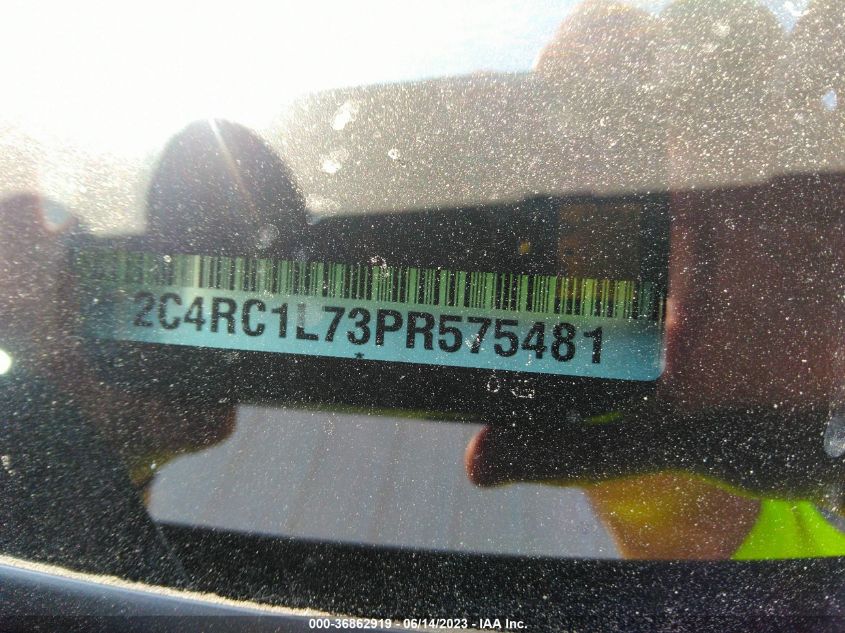 2C4RC1L73PR575481
*
000-36862919 - 06/14/2023 - IAA Inc.